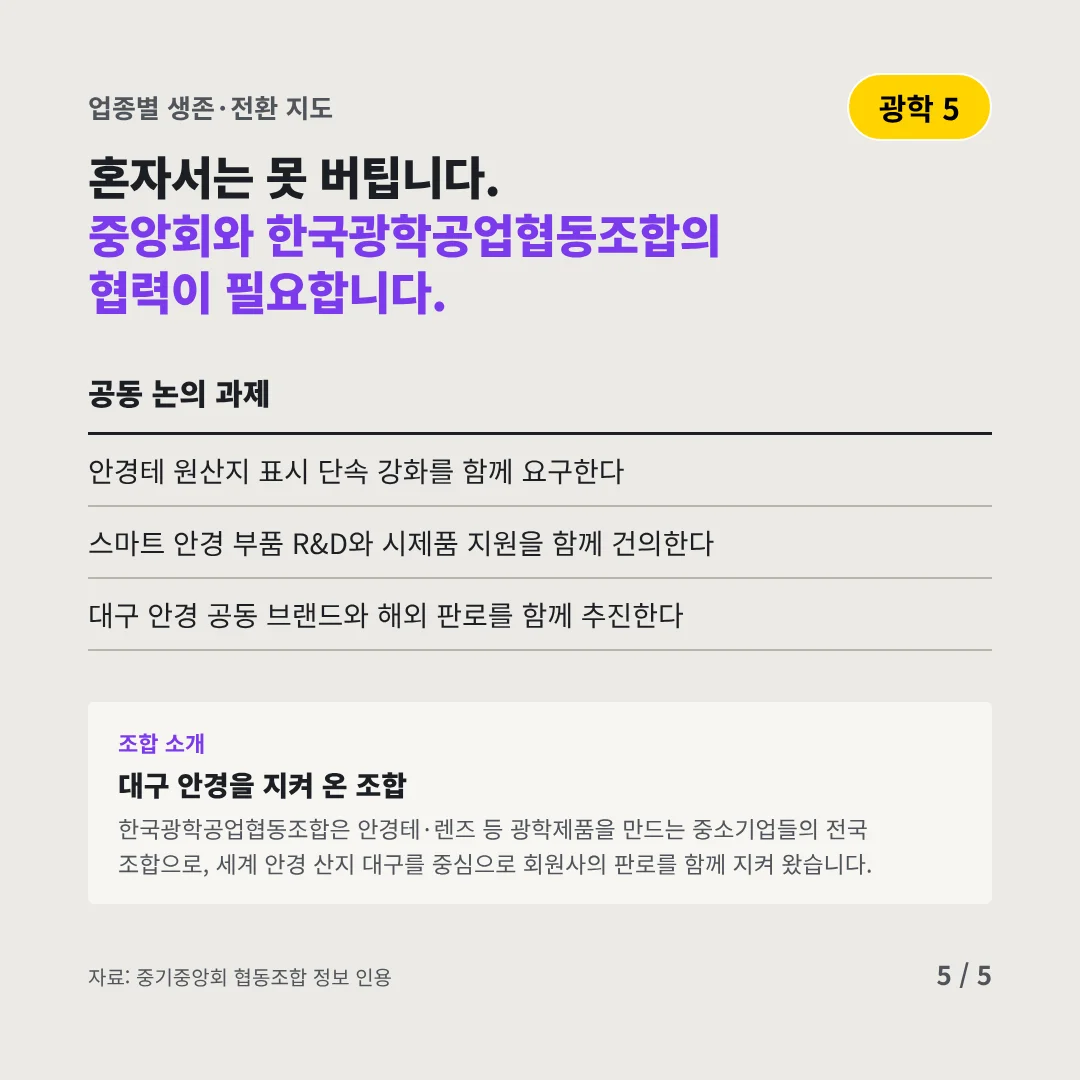 업종별 생존·전환 지도
광학 5
혼자서는 못 버팁니다.
중앙회와 한국광학공업협동조합의
협력이 필요합니다.
공동 논의 과제
안경테 원산지 표시 단속 강화를 함께 요구한다
스마트 안경 부품 R&D와 시제품 지원을 함께 건의한다
대구 안경 공동 브랜드와 해외 판로를 함께 추진한다
조합 소개
대구 안경을 지켜 온 조합
한국광학공업협동조합은 안경테·렌즈 등 광학제품을 만드는 중소기업들의 전국
조합으로, 세계 안경 산지 대구를 중심으로 회원사의 판로를 함께 지켜 왔습니다.
자료: 중기중앙회 협동조합 정보 인용
5 / 5